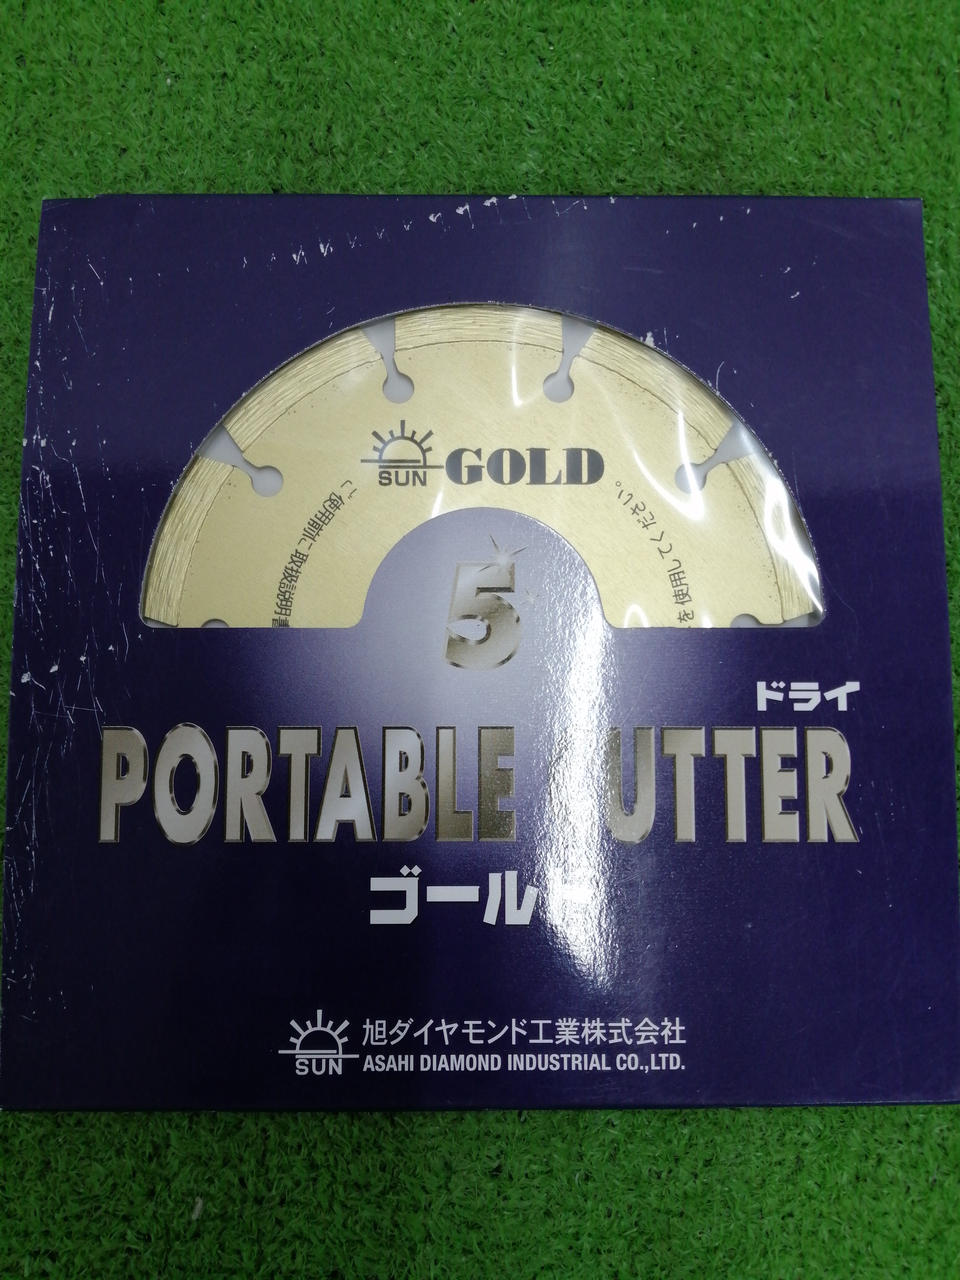 SUN GOLD
ご使用前に取扱説明
を使用してください。
5
ドライ
PORTABLE UTTER
ゴール
旭ダイヤモンド工業株式会社
SUN
ASAHI DIAMOND INDUSTRIAL CO.,LTD.